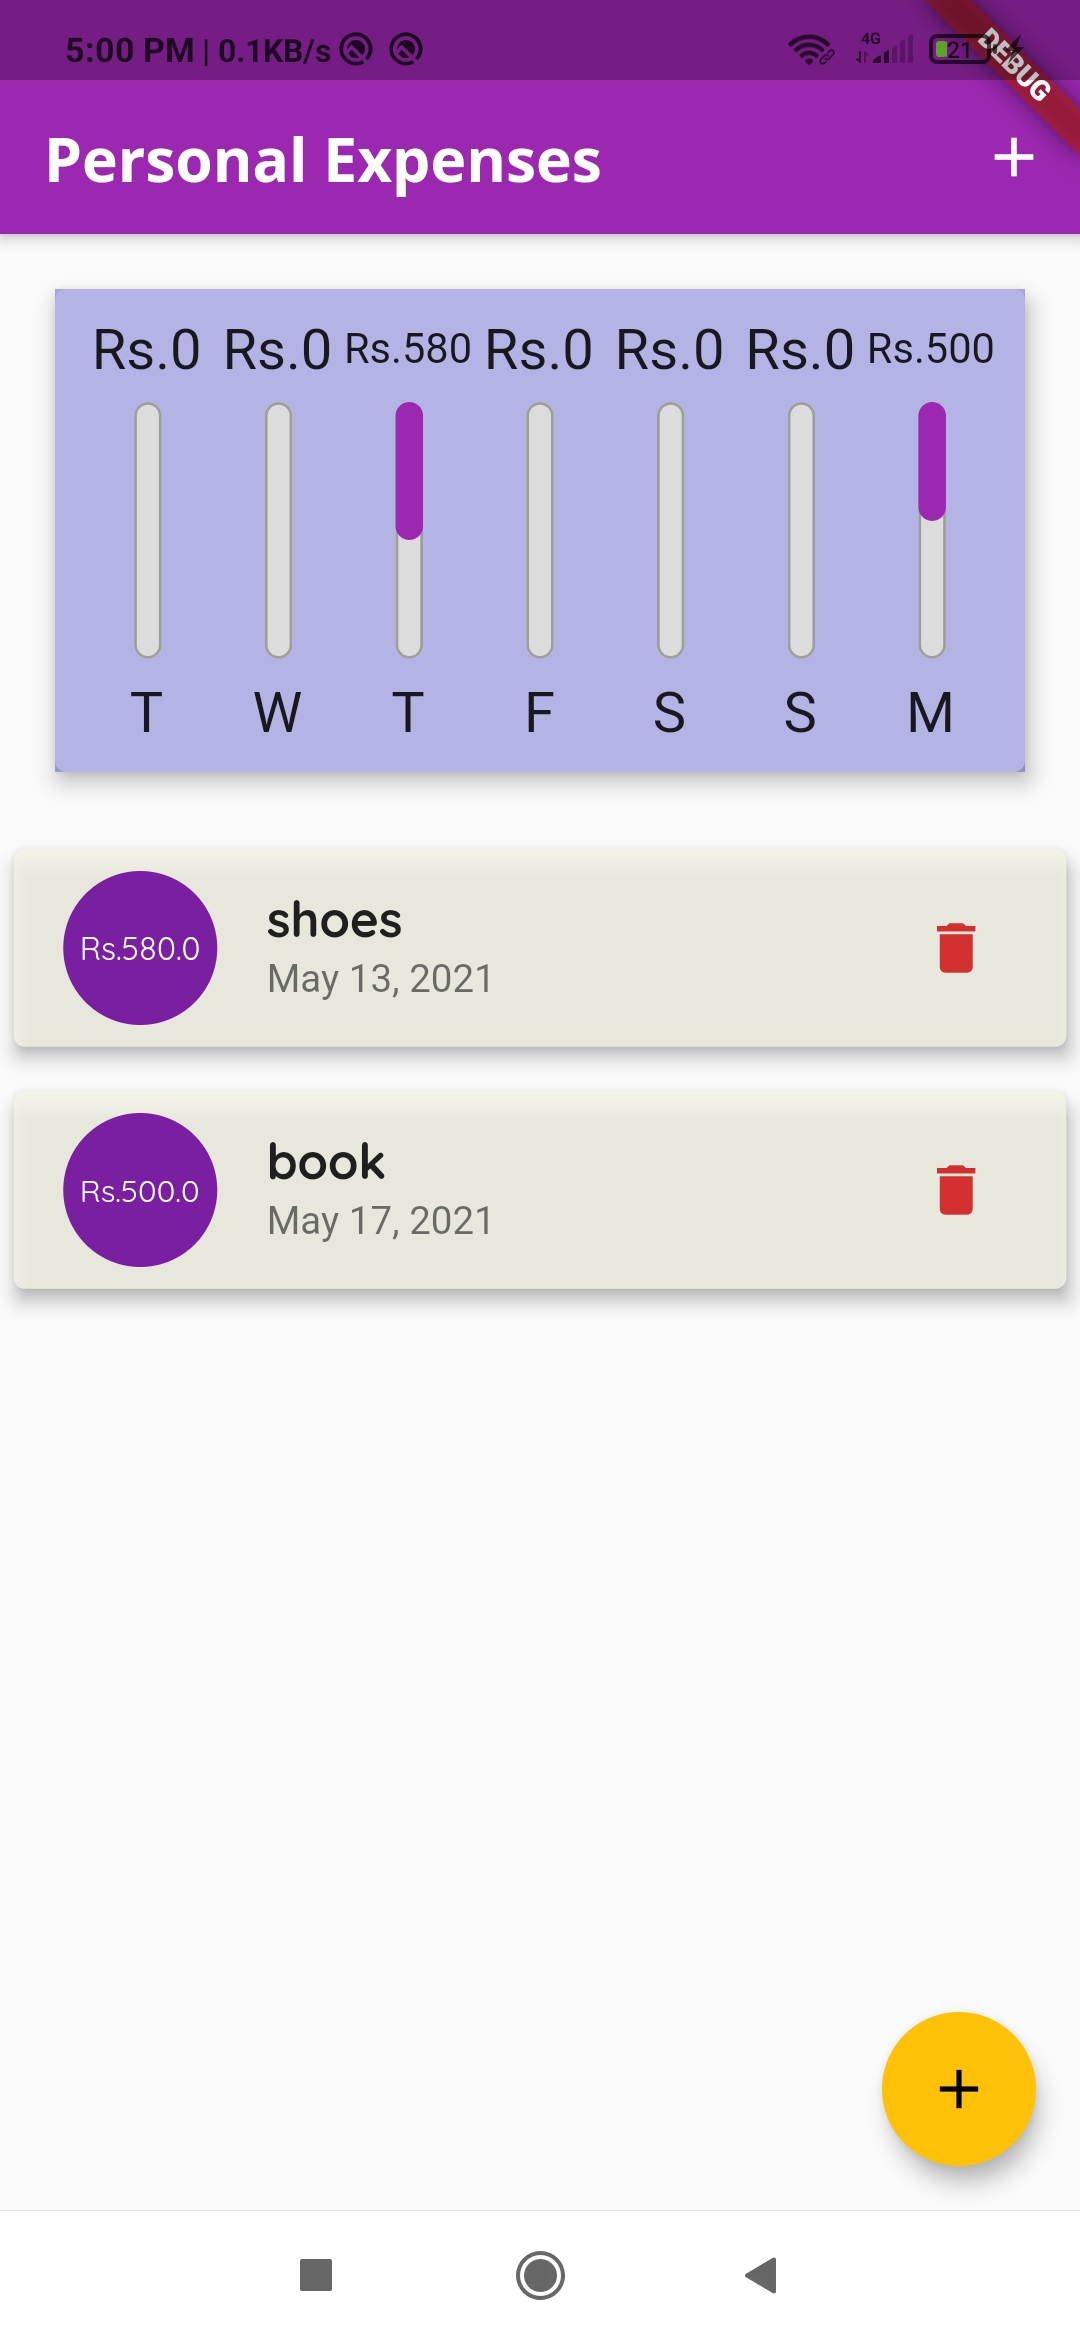 5:00 PM | 0.1KB/s 4G 21
DEBUG
Personal Expenses
Rs.0 Rs.0 Rs.580 Rs.0 Rs.0 Rs.0 Rs.500
T W T F S S M
Rs.580.0
shoes
May 13, 2021
Rs.500.0
book
May 17, 2021